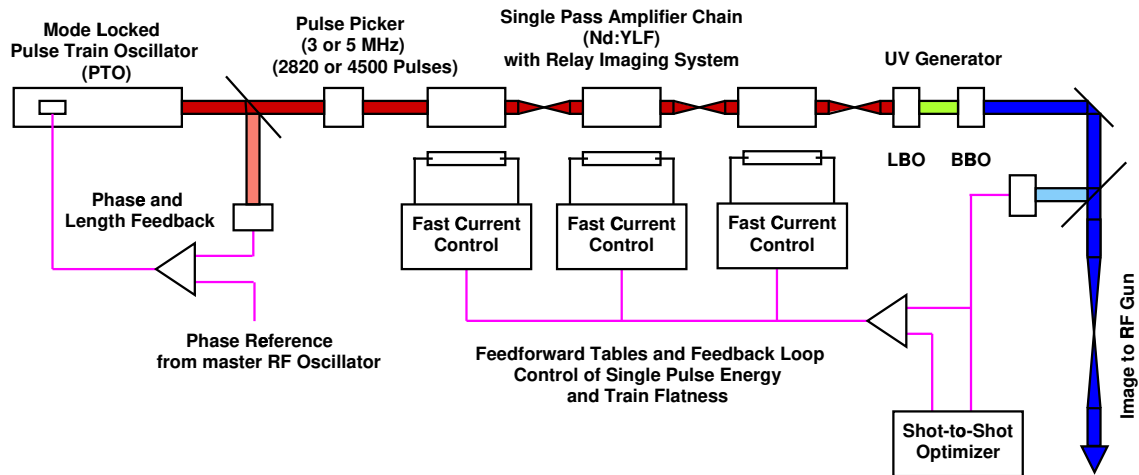 Mode Locked
Pulse Train Oscillator
(PTO)
Pulse Picker
(3 or 5 MHz)
(2820 or 4500 Pulses)
Single Pass Amplifier Chain
(Nd:YLF)
with Relay Imaging System
UV Generator
LBO
BBO
Phase and
Length Feedback
Fast Current
Control
Fast Current
Control
Fast Current
Control
Phase Reference
from master RF Oscillator
Feedforward Tables and Feedback Loop
Control of Single Pulse Energy
and Train Flatness
Shot-to-Shot
Optimizer
Image to RF Gun